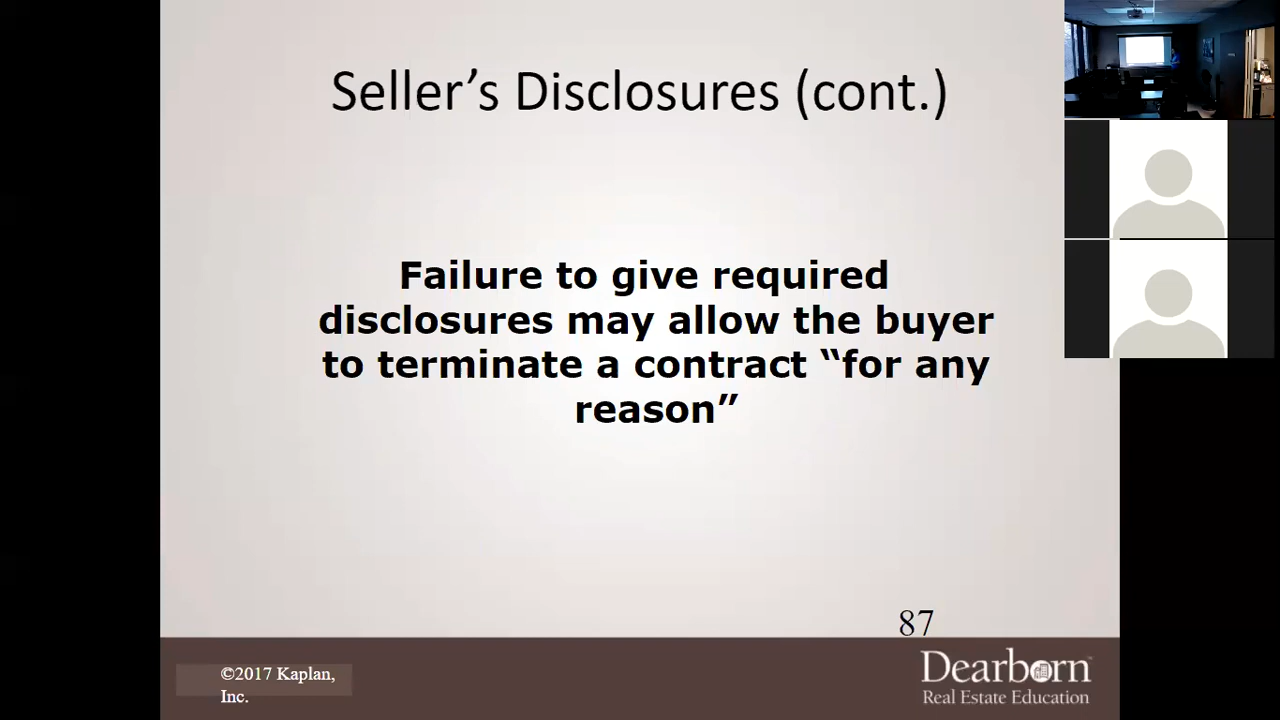 Seller’s Disclosures (cont.)
Failure to give required
disclosures may allow the buyer
to terminate a contract “for any
reason”
87
©2017 Kaplan,
Inc.
Dearborn
Real Estate Education